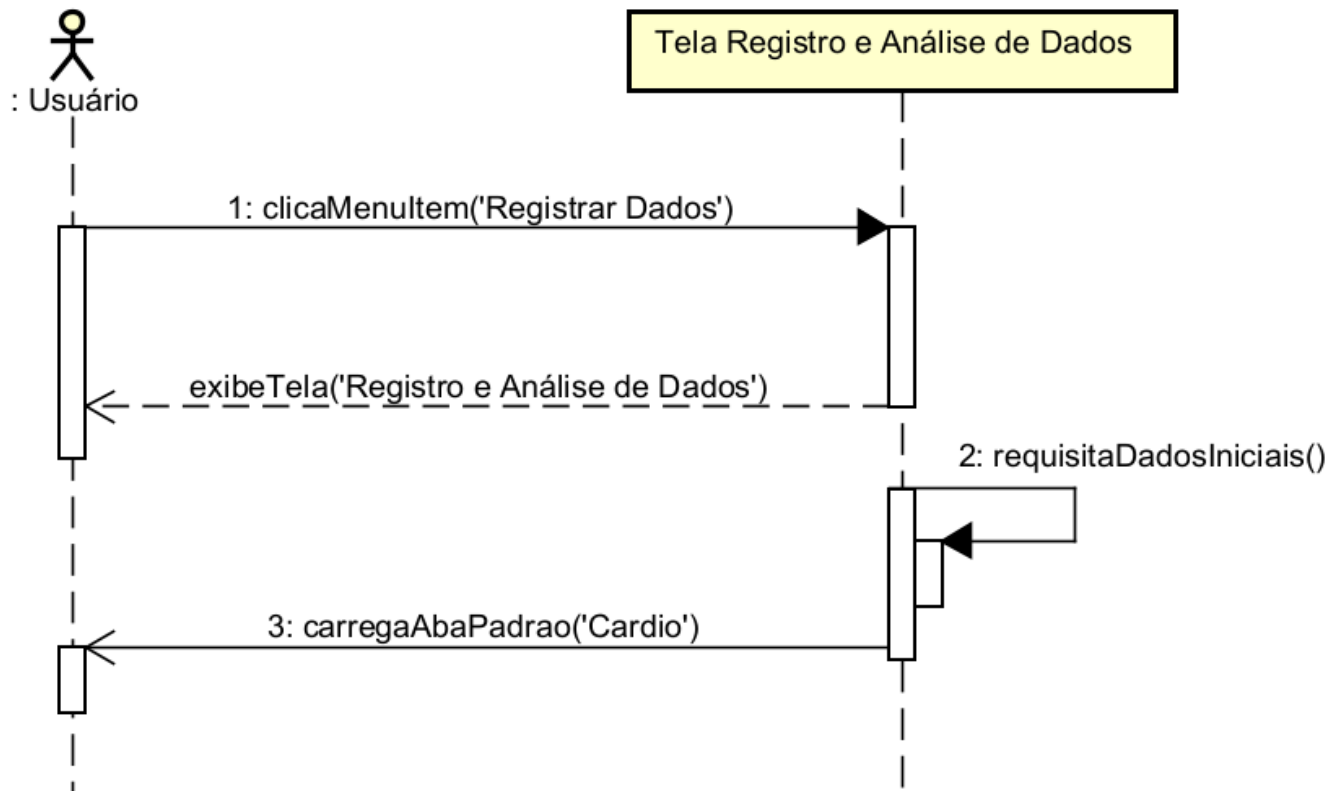 Tela Registro e Análise de Dados
: Usuário
1: clicaMenuItem('Registrar Dados')
exibeTela('Registro e Análise de Dados')
2: requisitaDadosIniciais()
3: carregaAbaPadrao('Cardio')